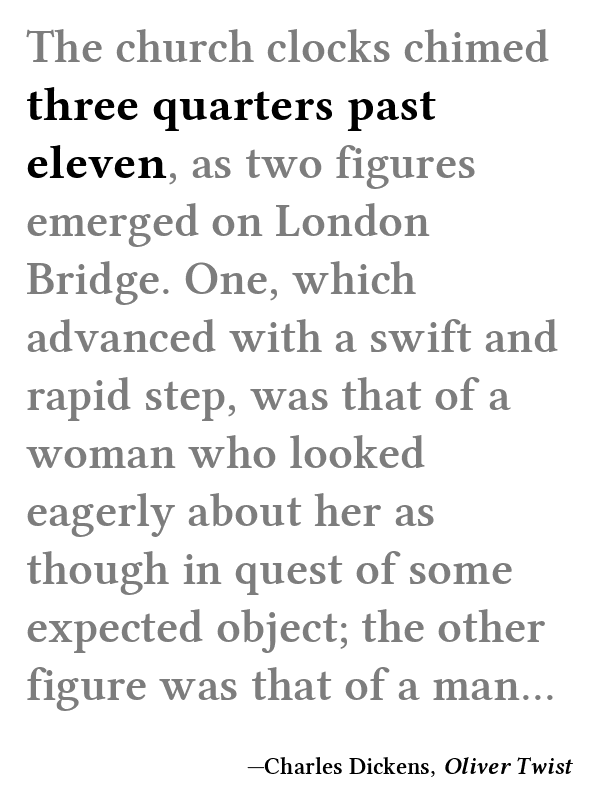 The church clocks chimed
three quarters past
eleven, as two figures
emerged on London
Bridge. One, which
advanced with a swift and
rapid step, was that of a
woman who looked
eagerly about her as
though in quest of some
expected object; the other
figure was that of a man...
—Charles Dickens, Oliver Twist